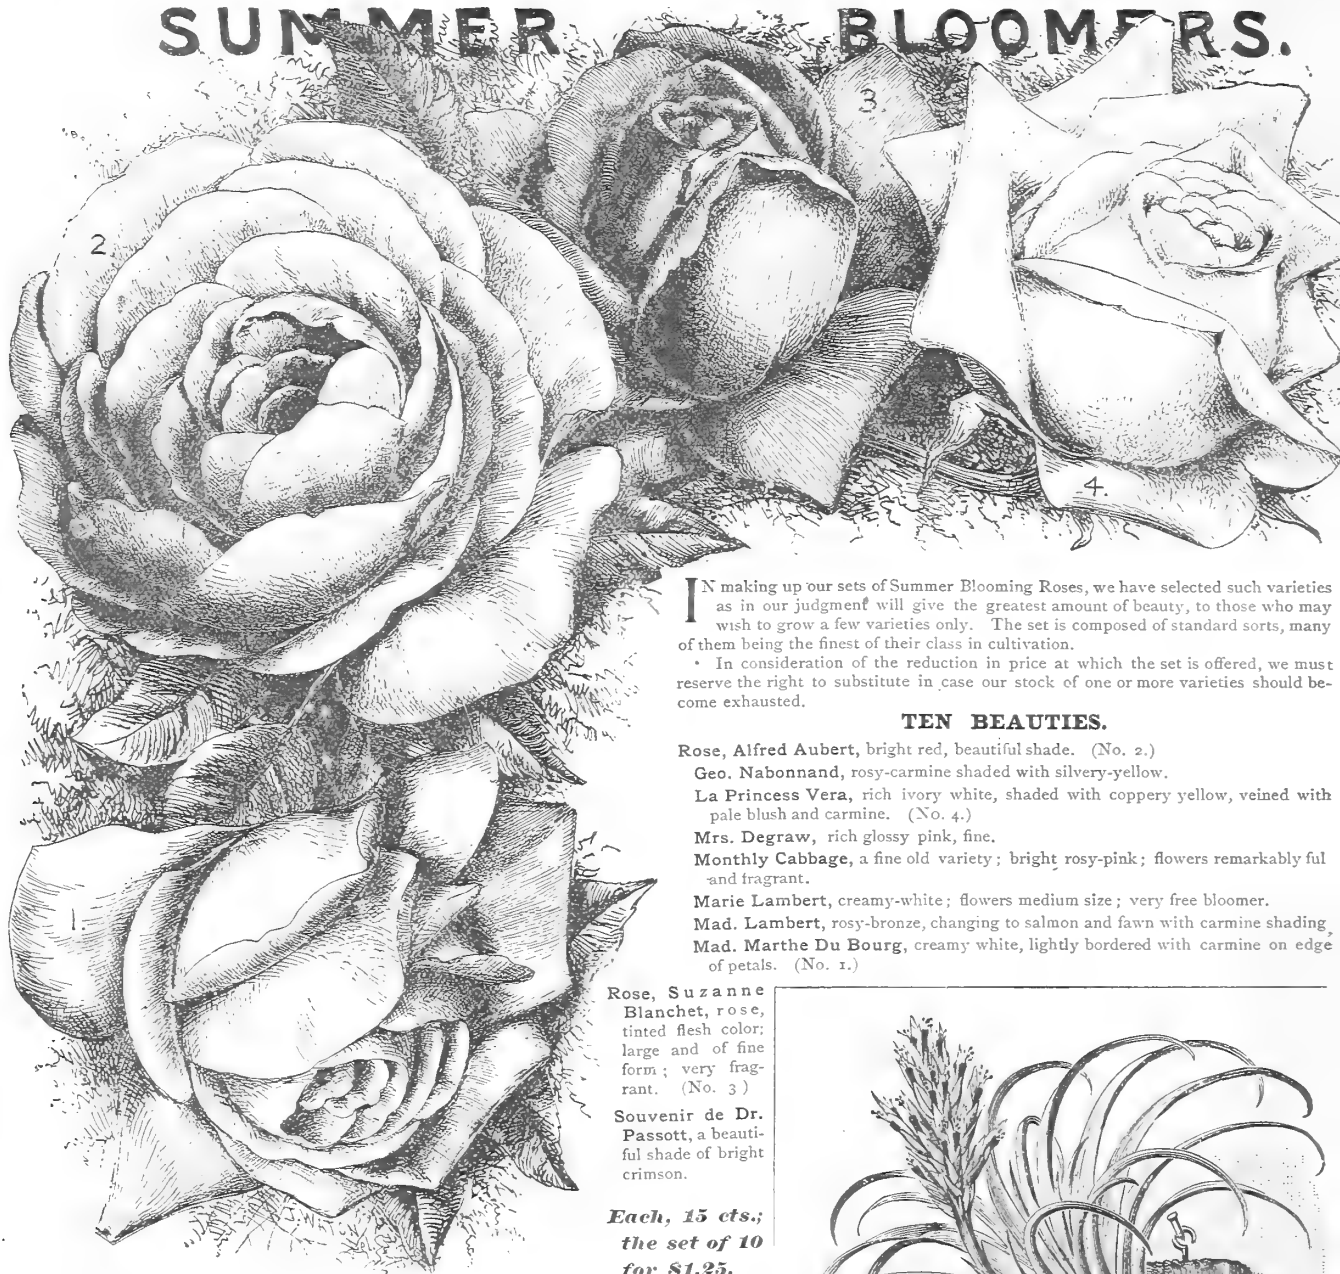 SUMMER BLOOMERS.
2
3
4.
1.
IN making up our sets of Summer Blooming Roses, we have selected such varieties
as in our judgment will give the greatest amount of beauty, to those who may
wish to grow a few varieties only. The set is composed of standard sorts, many
of them being the finest of their class in cultivation.
In consideration of the reduction in price at which the set is offered, we must
reserve the right to substitute in case our stock of one or more varieties should be-
come exhausted.
TEN BEAUTIES.
Rose, Alfred Aubert, bright red, beautiful shade. (No. 2.)
Geo. Nabonnand, rosy-carmine shaded with silvery-yellow.
La Princess Vera, rich ivory white, shaded with coppery yellow, veined with
pale blush and carmine. (No. 4.)
Mrs. Degraw, rich glossy pink, fine.
Monthly Cabbage, a fine old variety; bright rosy-pink; flowers remarkably ful
and fragrant.
Marie Lambert, creamy-white; flowers medium size; very free bloomer.
Mad. Lambert, rosy-bronze, changing to salmon and fawn with carmine shading,
Mad. Marthe Du Bourg, creamy white, lightly bordered with carmine on edge
of petals. (No. 1.)
Rose, Suzanne
Blanchet, rose,
tinted flesh color;
large and of fine
form; very frag-
rant. (No. 3)
Souvenir de Dr.
Passott, a beauti-
ful shade of bright
crimson.
Each, 15 cts.;
the set of 10
for $1.25.